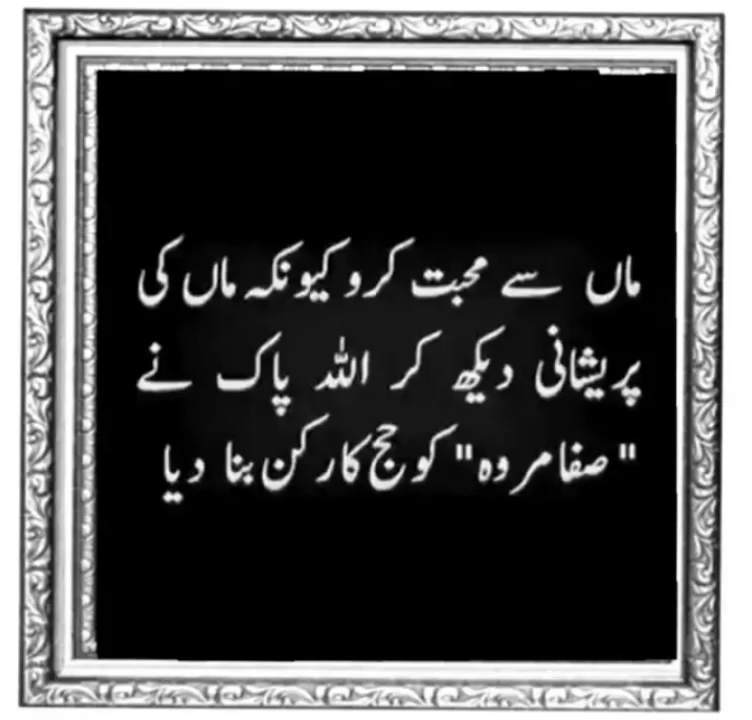 ماں سے محبت کرو کیونکہ ماں کی
پریشانی دیکھ کر اللہ پاک نے
"صفا مروہ" کو حج کا رکن بنا دیا